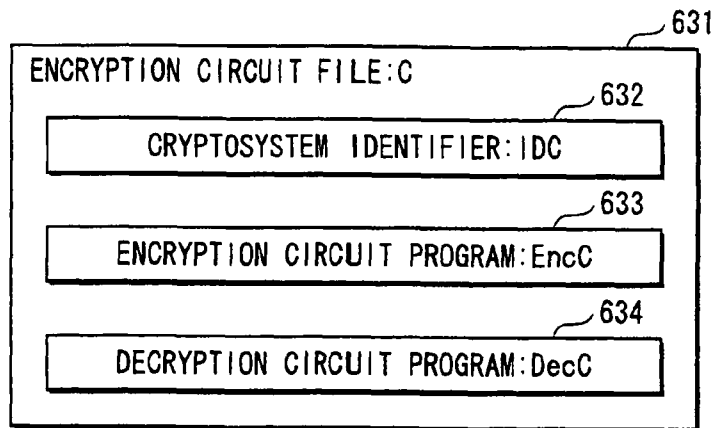 631
ENCRYPTION CIRCUIT FILE:C
632
CRYPTOSYSTEM IDENTIFIER:IDC
633
ENCRYPTION CIRCUIT PROGRAM:EncC
634
DECRYPTION CIRCUIT PROGRAM:DecC